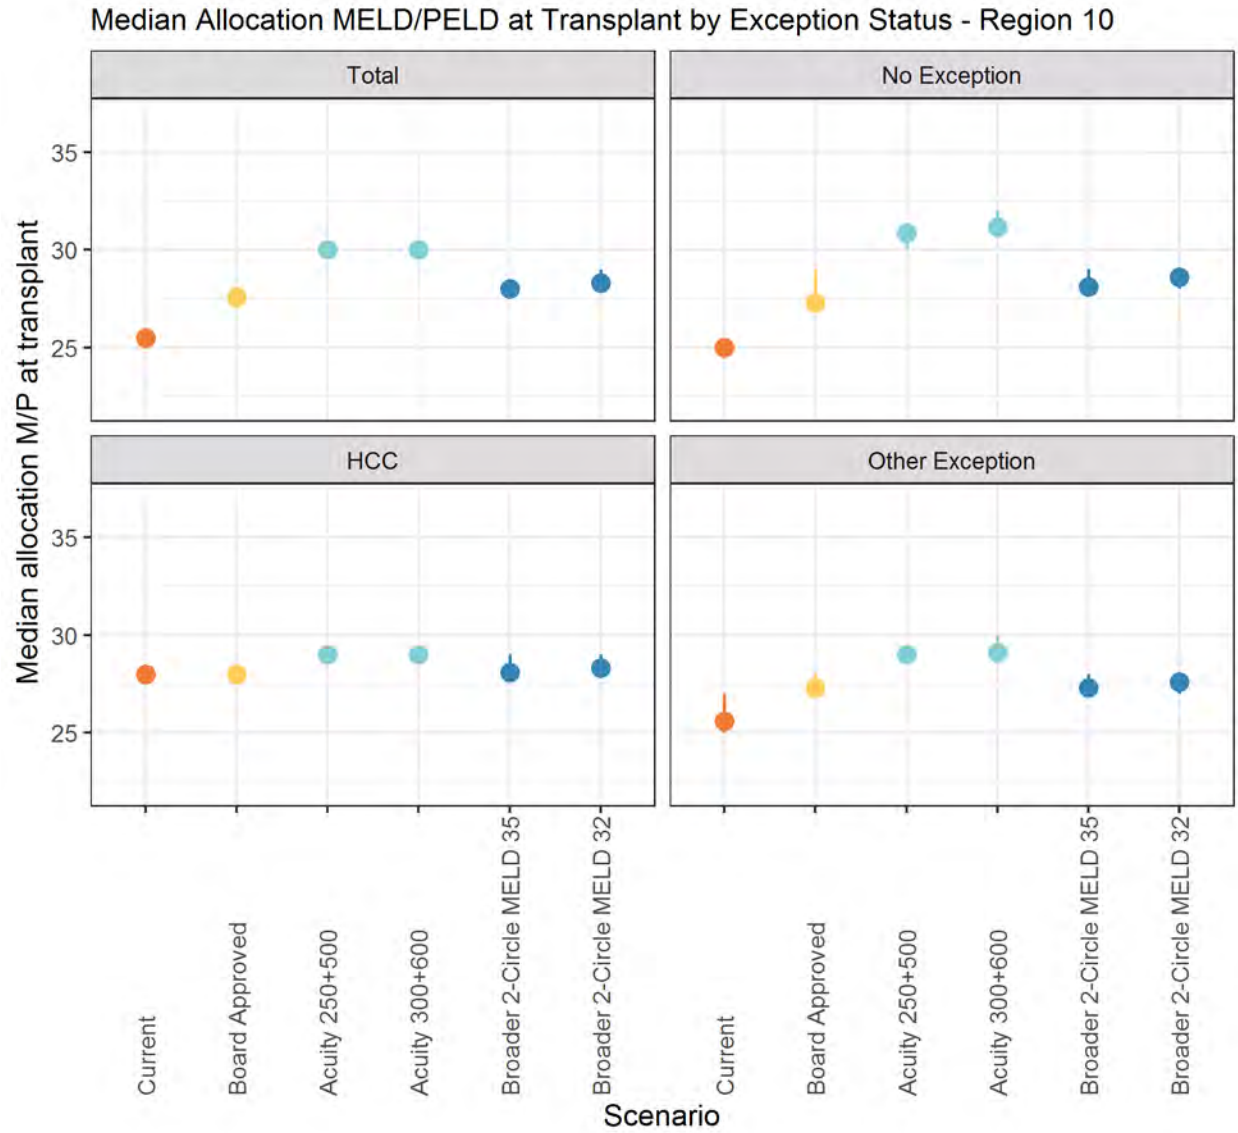 Median Allocation MELD/PELD at Transplant by Exception Status - Region 10
Total
No Exception
Median allocation M/P at transplant
35
30
25
HCC
Other Exception
35
30
25
Current
Board Approved
Acuity 250+500
Acuity 300+600
Broader 2-Circle MELD 35
Broader 2-Circle MELD 32
Current
Board Approved
Acuity 250+500
Acuity 300+600
Broader 2-Circle MELD 35
Broader 2-Circle MELD 32
Scenario